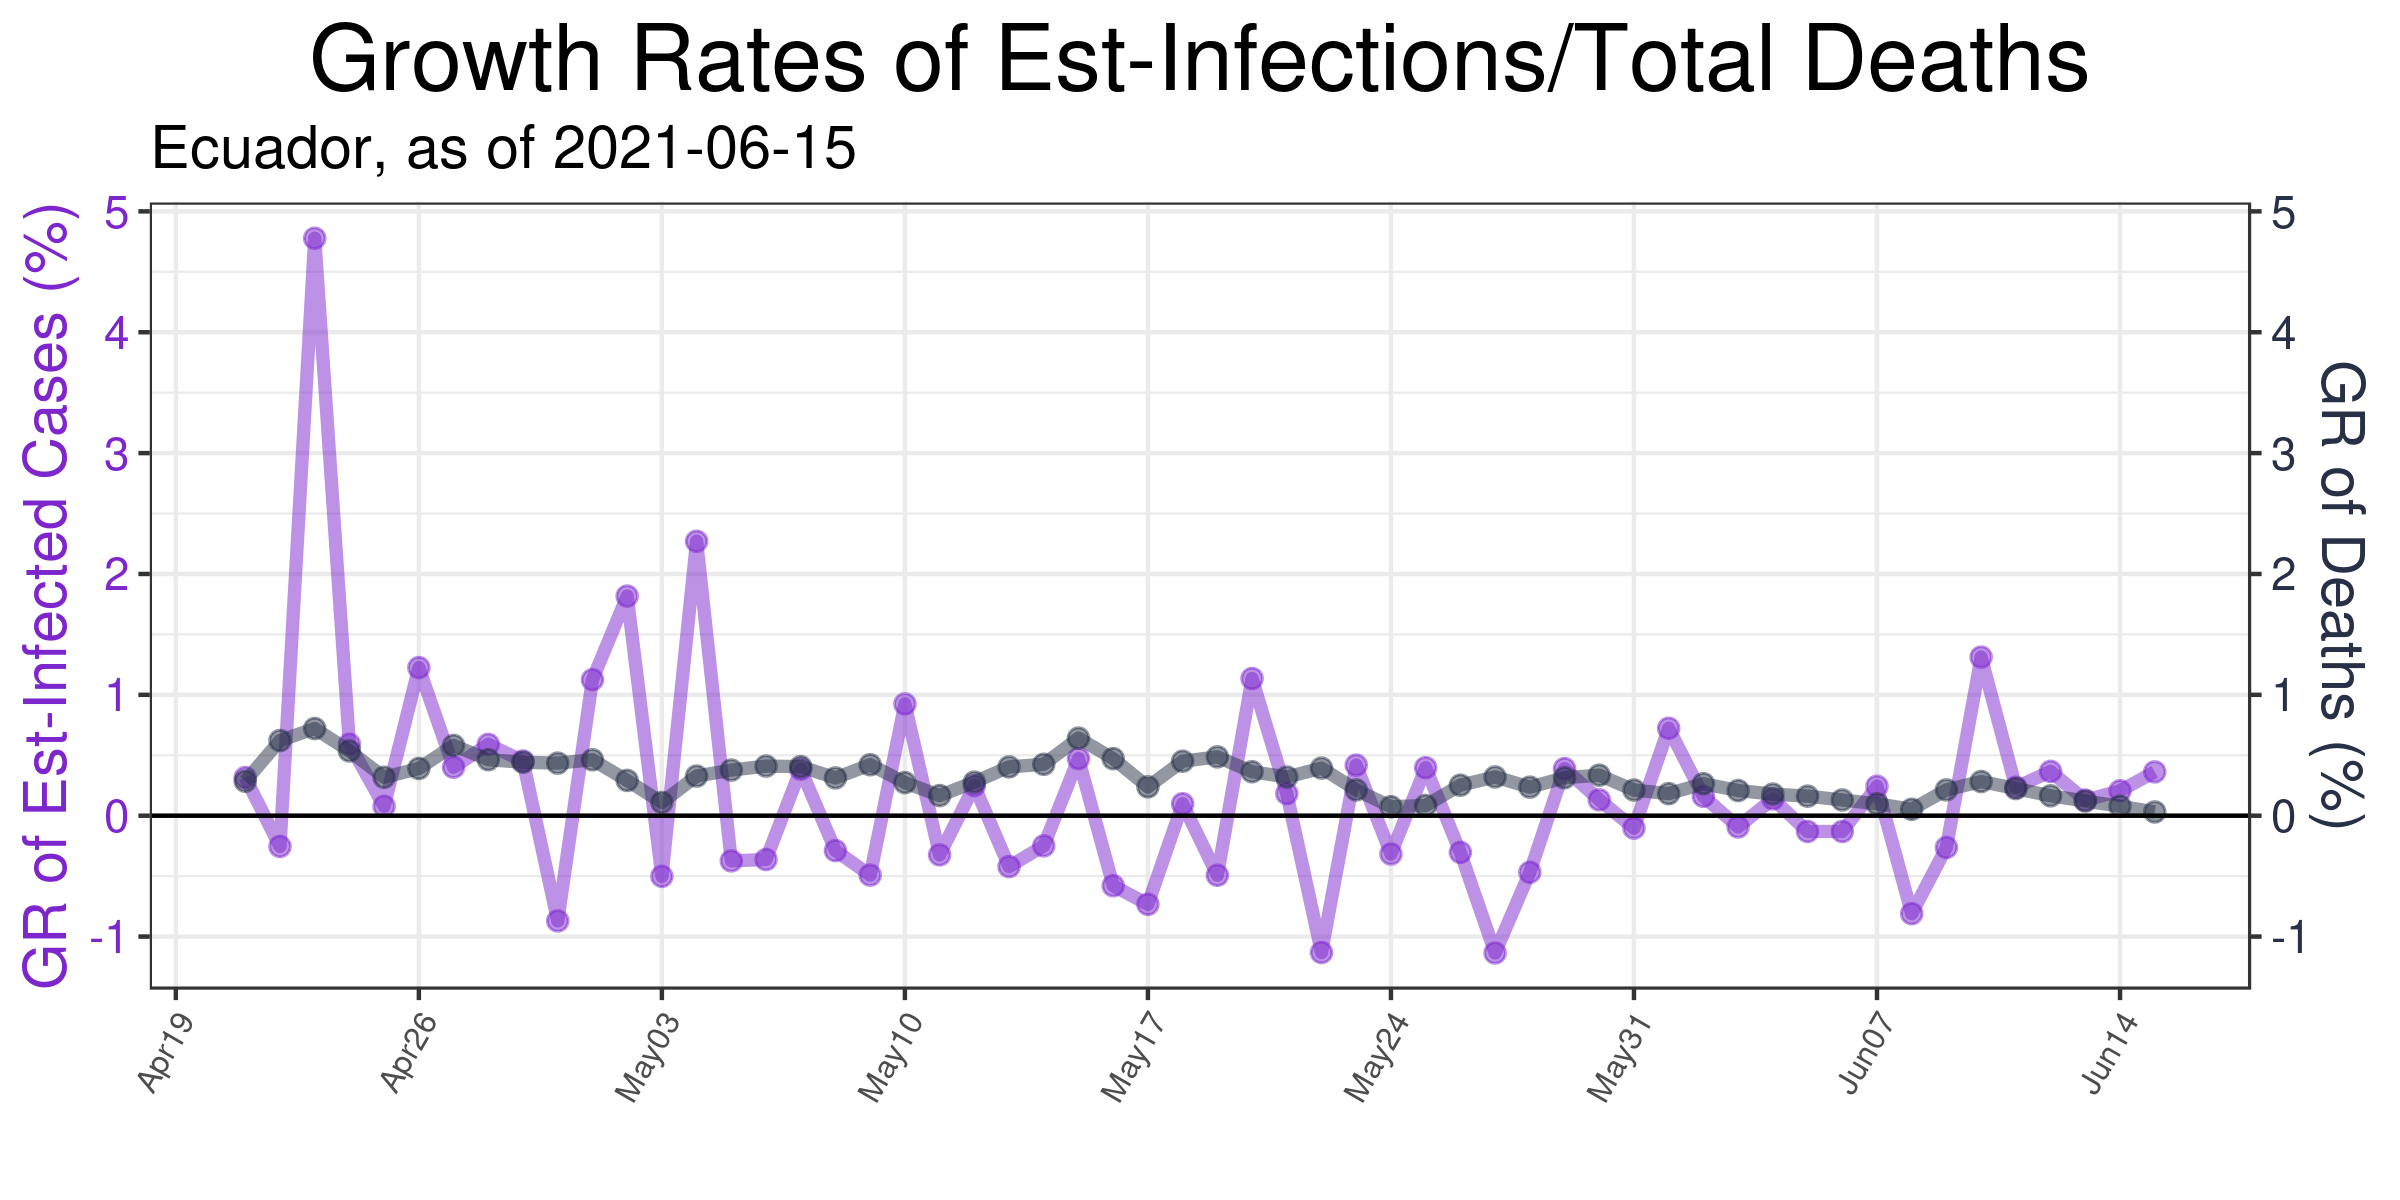 Growth Rates of Est-Infections/Total Deaths
Ecuador, as of 2021-06-15
GR of Est-Infected Cases (%)
5
4
3
2
1
0
-1
5
4
3
2
1
0
-1
GR of Deaths (%)
Apr19
Apr26
May03
May10
May17
May24
May31
Jun07
Jun14